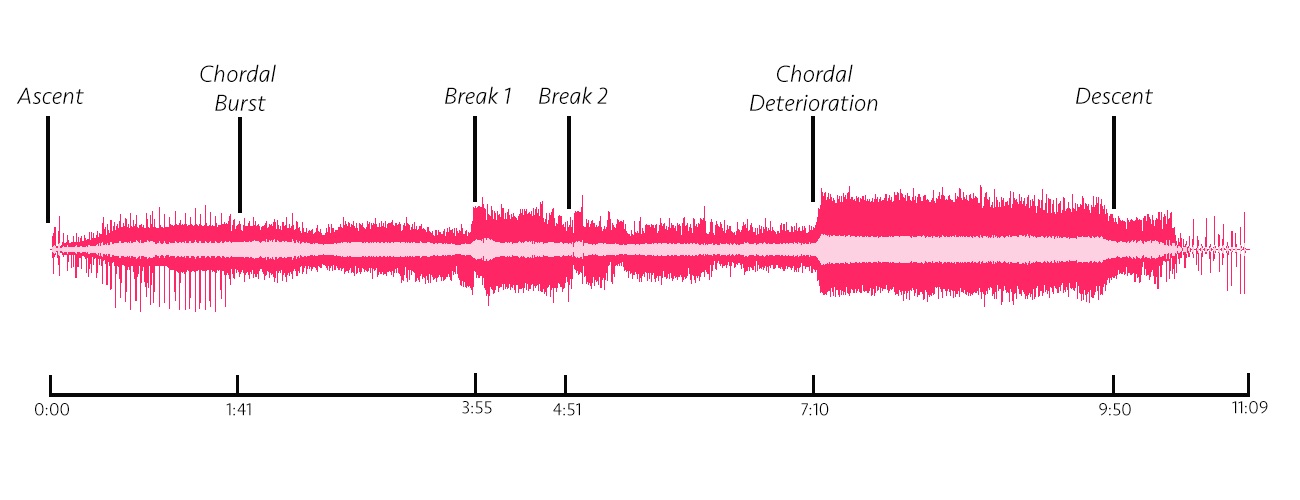 Ascent
Chordal
Burst
Break 1
Break 2
Chordal
Deterioration
Descent
0:00
1:41
3:55
4:51
7:10
9:50
11:09